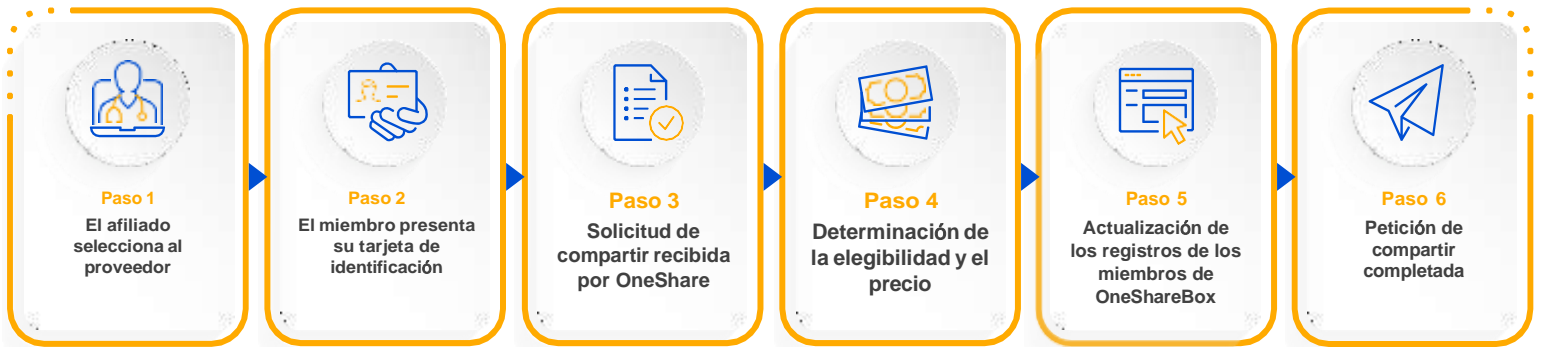 Paso 1
El afiliado
selecciona al
proveedor
Paso 2
El miembro presenta
su tarjeta de
identificación
Paso 3
Solicitud de
compartir recibida
por OneShare
Paso 4
Determinación de
la elegibilidad y el
precio
Paso 5
Actualización de
los registros de los
miembros de
OneShareBox
Paso 6
Petición de
compartir
completada